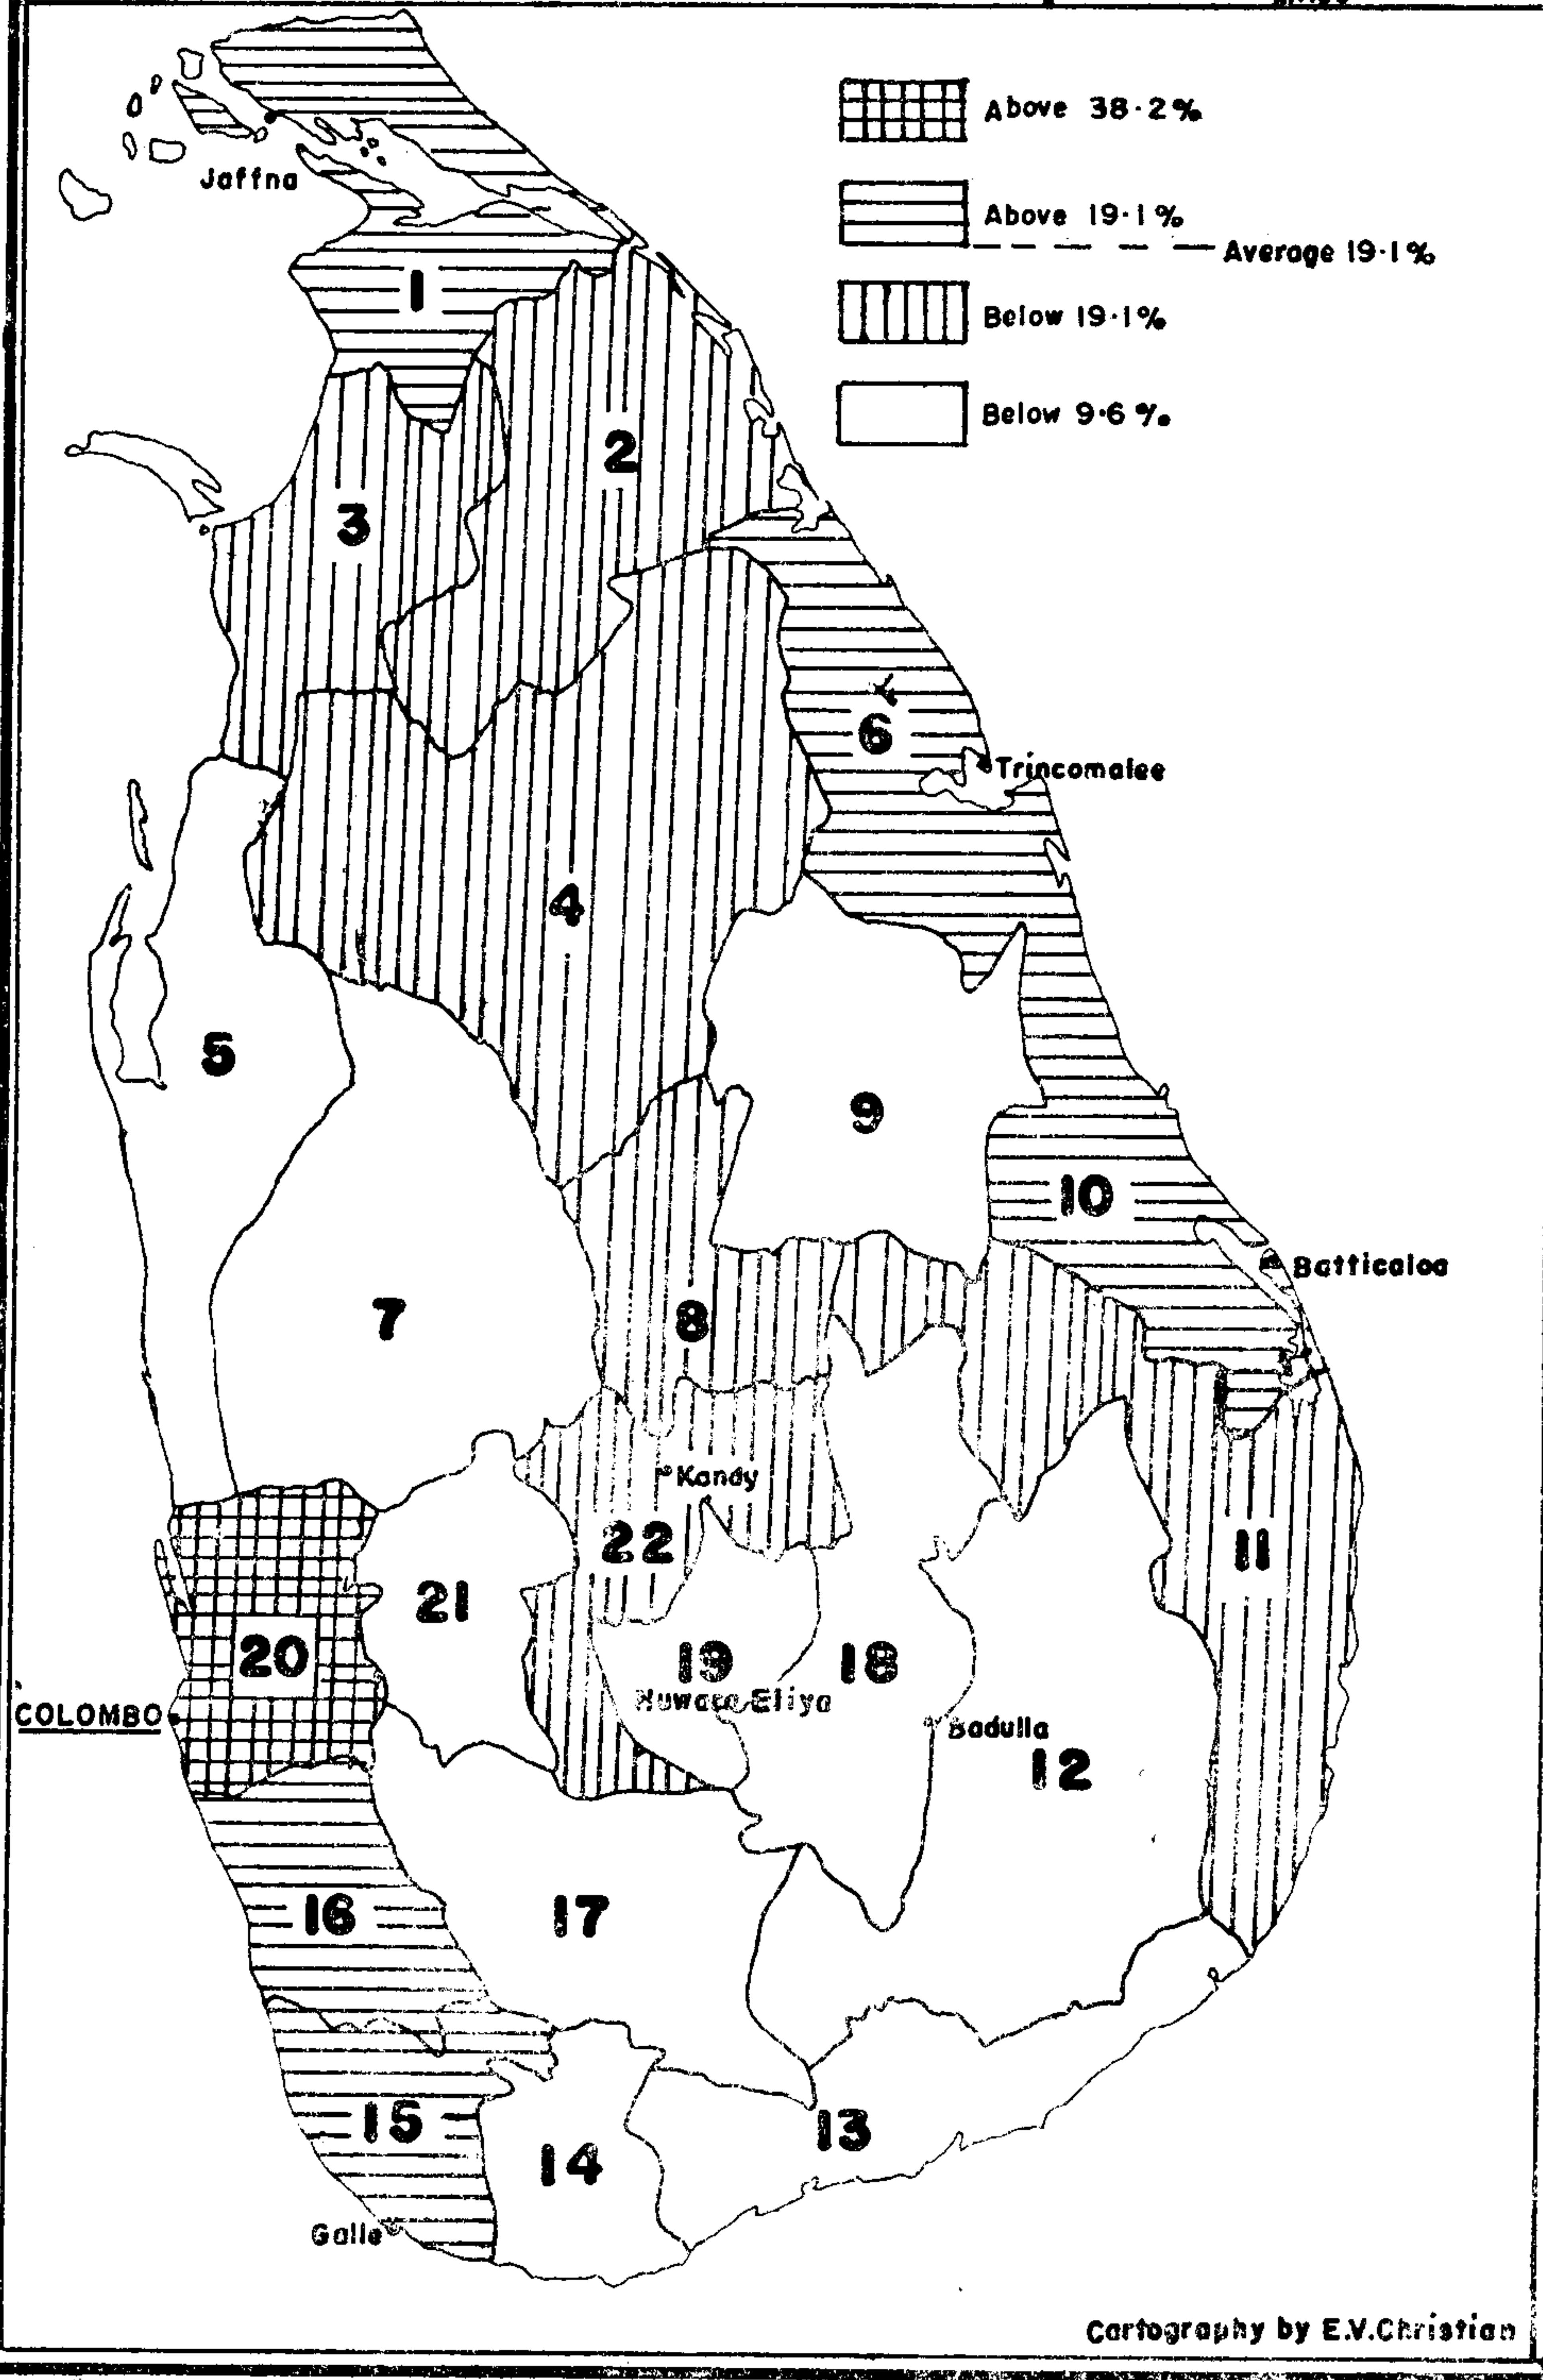 Above 38.2%
Above 19.1%
Average 19.1%
Below 19.1%
Below 9.6%
Jaffna
1
2
3
6
Trincomalee
4
5
9
10
Batticaloa
7
8
Kandy
22
11
21
20
19
18
Nuwara Eliya
COLOMBO
Badulla
12
16
17
15
13
14
Galle
Cartography by E.V.Christian